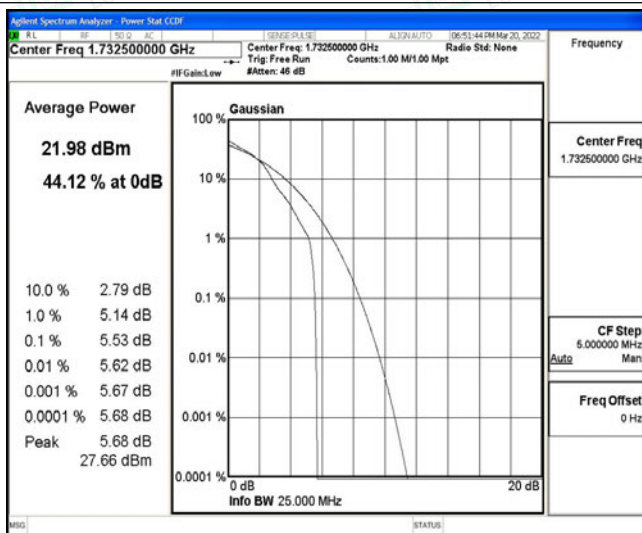 Agilent Spectrum Analyzer - Power Stat CCDF
RL RF 50 Ω AC SENSE:PULSE ALIGN AUTO 06:51:44 PM Mar 20, 2022
Center Freq 1.732500000 GHz
Center Freq: 1.732500000 GHz Radio Std: None
Trig: Free Run Counts:1.00 M/1.00 Mpt
#IFGain:Low #Atten: 46 dB
Frequency
Average Power
21.98 dBm
44.12 % at 0dB
10.0 % 2.79 dB
1.0 % 5.14 dB
0.1 % 5.53 dB
0.01 % 5.62 dB
0.001 % 5.67 dB
0.0001 % 5.68 dB
Peak 5.68 dB
27.66 dBm
Gaussian
100 %
10 %
1 %
0.1 %
0.01 %
0.001 %
0.0001 %
0 dB 20 dB
Info BW 25.000 MHz
Center Freq
1.732500000 GHz
CF Step
5.000000 MHz
Auto Man
Freq Offset
0 Hz
MSG STATUS